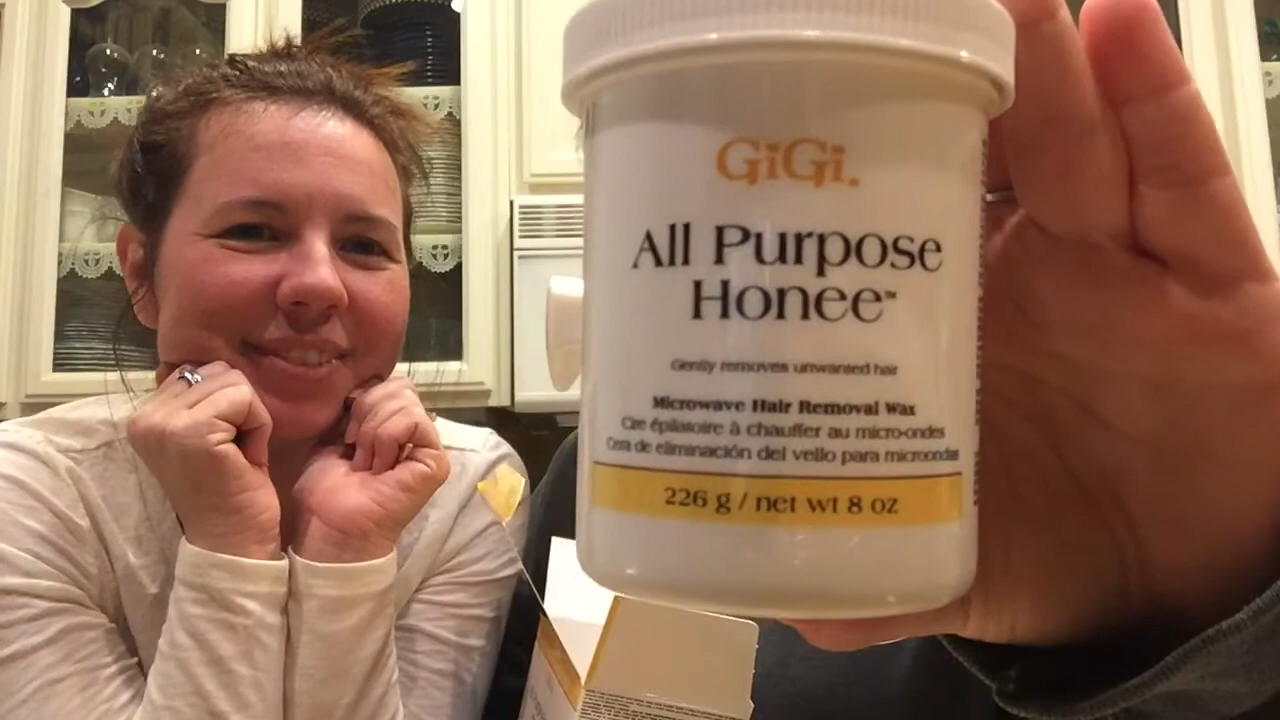 GiGi.
All Purpose
Honee™
Gently removes unwanted hair
Microwave Hair Removal Wax
Cire épilatoire à chauffer au micro-ondes
Cera de eliminación del vello para microondas
226 g / net wt 8 oz